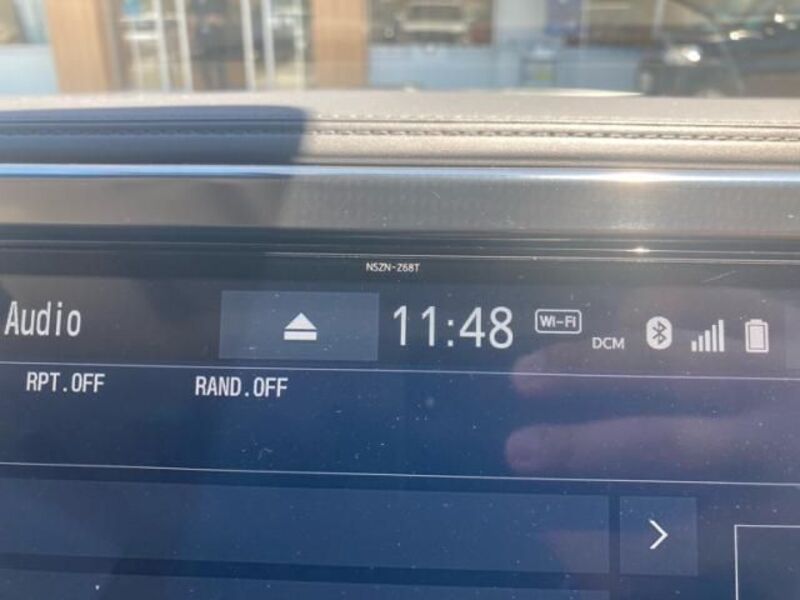 NSZN-Z68T
Audio 11:48 Wi-Fi DCM
RPT.OFF RAND.OFF